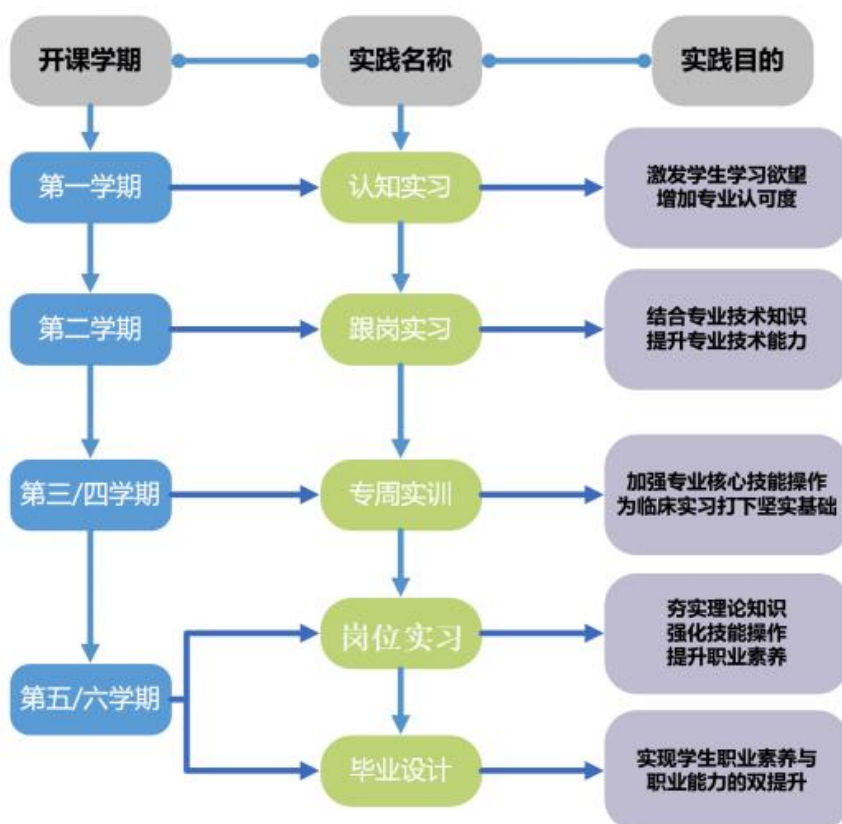 开课学期
实践名称
实践目的
第一学期
认知实习
激发学生学习欲望
增加专业认可度
第二学期
跟岗实习
结合专业技术知识
提升专业技术能力
第三/四学期
专周实训
加强专业核心技能操作
为临床实习打下坚实基础
第五/六学期
岗位实习
夯实理论知识
强化技能操作
提升职业素养
毕业设计
实现学生职业素养与
职业能力的双提升